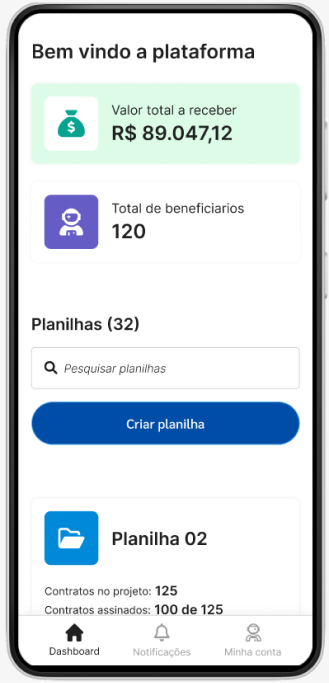 Bem vindo a plataforma
Valor total a receber
R$ 89.047,12
Total de beneficiarios
120
Planilhas (32)
Pesquisar planilhas
Criar planilha
Planilha 02
Contratos no projeto: 125
Contratos assinados: 100 de 125
Dashboard
Notificações
Minha conta